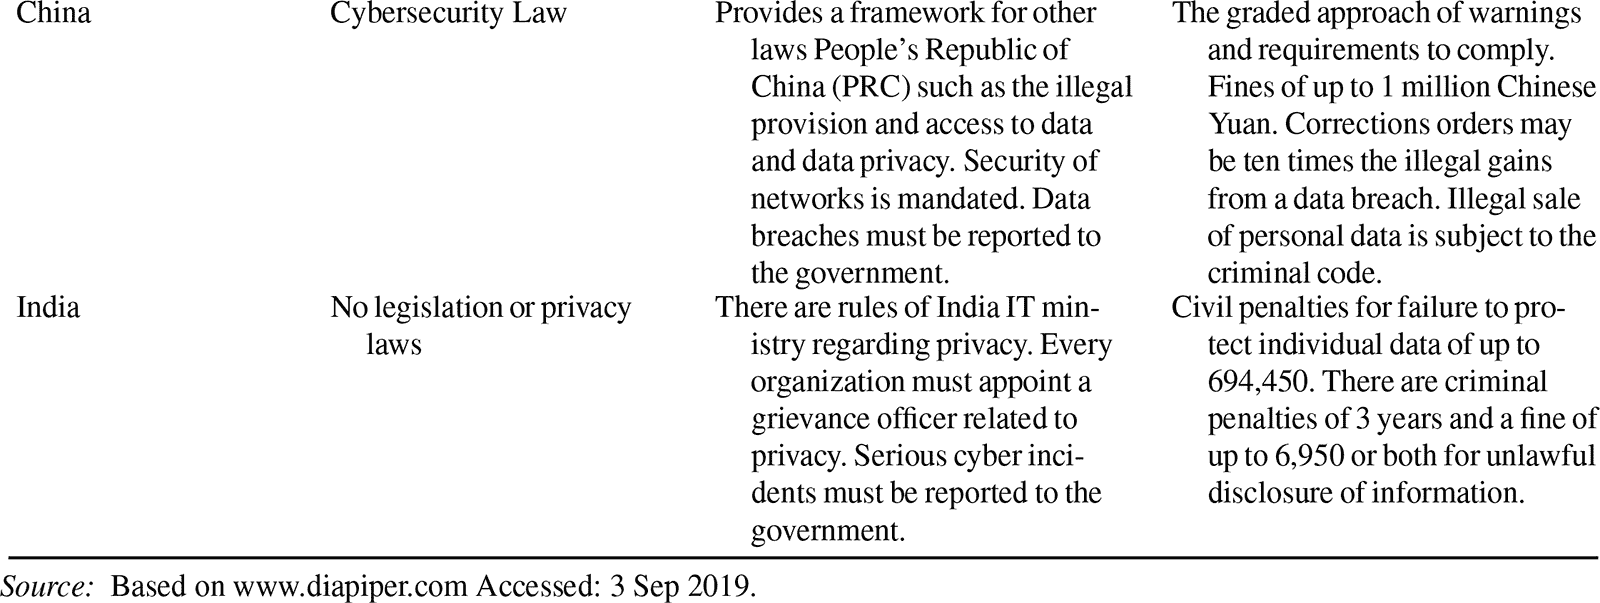 China
Cybersecurity Law
Provides a framework for other
laws People’s Republic of
China (PRC) such as the illegal
provision and access to data
and data privacy. Security of
networks is mandated. Data
breaches must be reported to
the government.
The graded approach of warnings
and requirements to comply.
Fines of up to 1 million Chinese
Yuan. Corrections orders may
be ten times the illegal gains
from a data breach. Illegal sale
of personal data is subject to the
criminal code.
India
No legislation or privacy
laws
There are rules of India IT min-
istry regarding privacy. Every
organization must appoint a
grievance officer related to
privacy. Serious cyber inci-
dents must be reported to the
government.
Civil penalties for failure to pro-
tect individual data of up to
694,450. There are criminal
penalties of 3 years and a fine of
up to 6,950 or both for unlawful
disclosure of information.
Source: Based on www.diapiper.com Accessed: 3 Sep 2019.